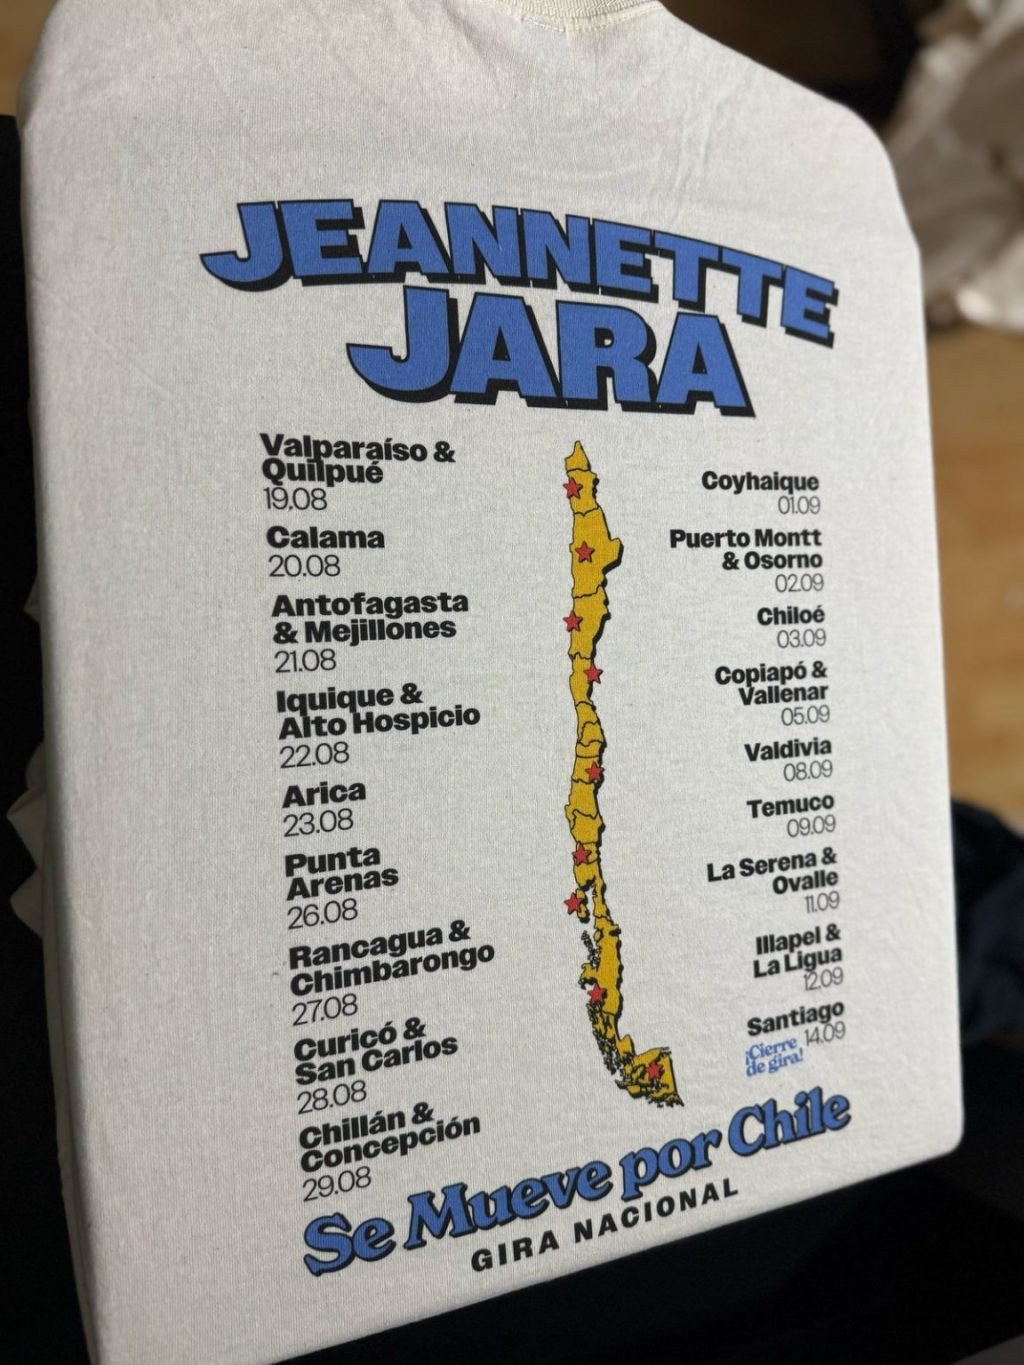 JEANNETTE
JARA
Valparaíso &
Quilpué
19.08
Calama
20.08
Antofagasta
& Mejillones
21.08
Iquique &
Alto Hospicio
22.08
Arica
23.08
Punta
Arenas
26.08
Rancagua &
Chimbarongo
27.08
Curicó &
San Carlos
28.08
Chillán &
Concepción
29.08
Coyhaique
01.09
Puerto Montt
& Osorno
02.09
Chiloé
03.09
Copiapó &
Vallenar
05.09
Valdivia
08.09
Temuco
09.09
La Serena &
Ovalle
11.09
Illapel &
La Ligua
12.09
Santiago
14.09
¡Cierre
de gira!
Se Mueve por Chile
GIRA NACIONAL